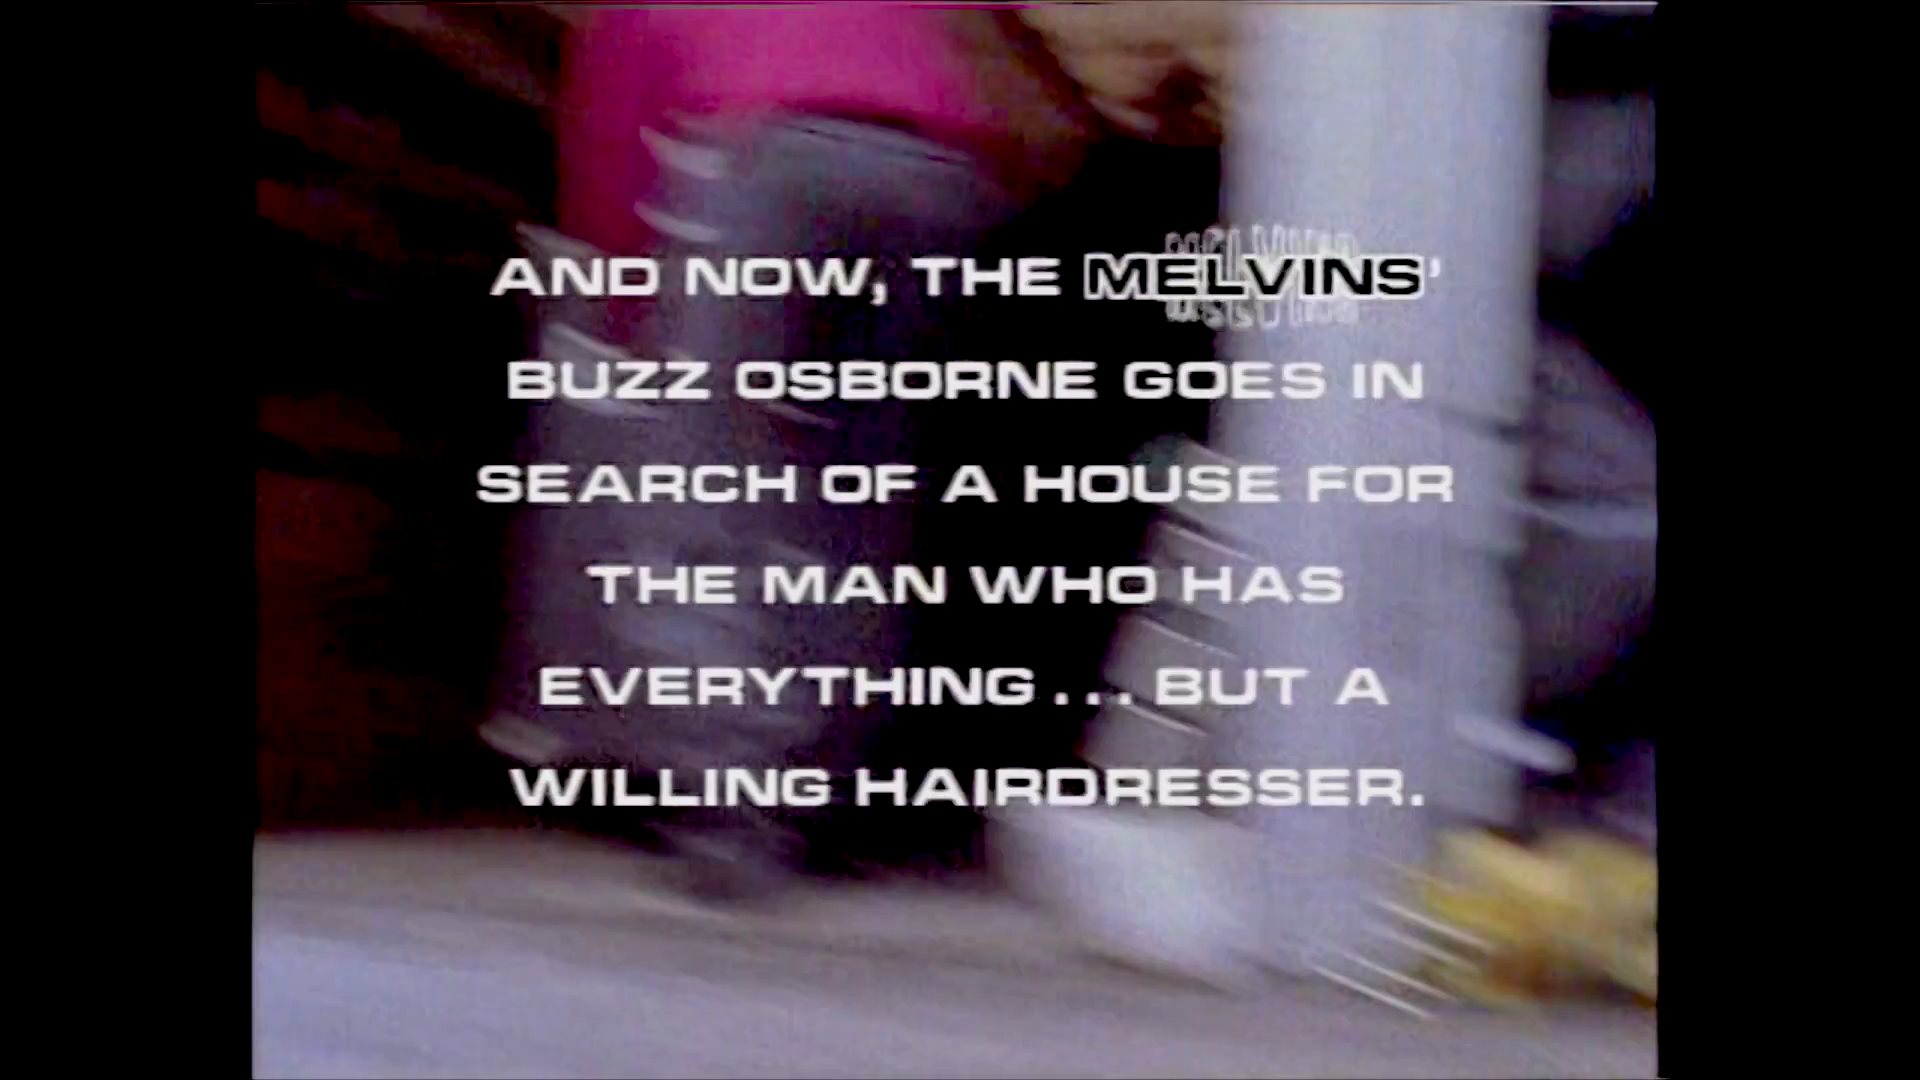 AND NOW, THE MELVINS'
BUZZ OSBORNE GOES IN
SEARCH OF A HOUSE FOR
THE MAN WHO HAS
EVERYTHING... BUT A
WILLING HAIRDRESSER.